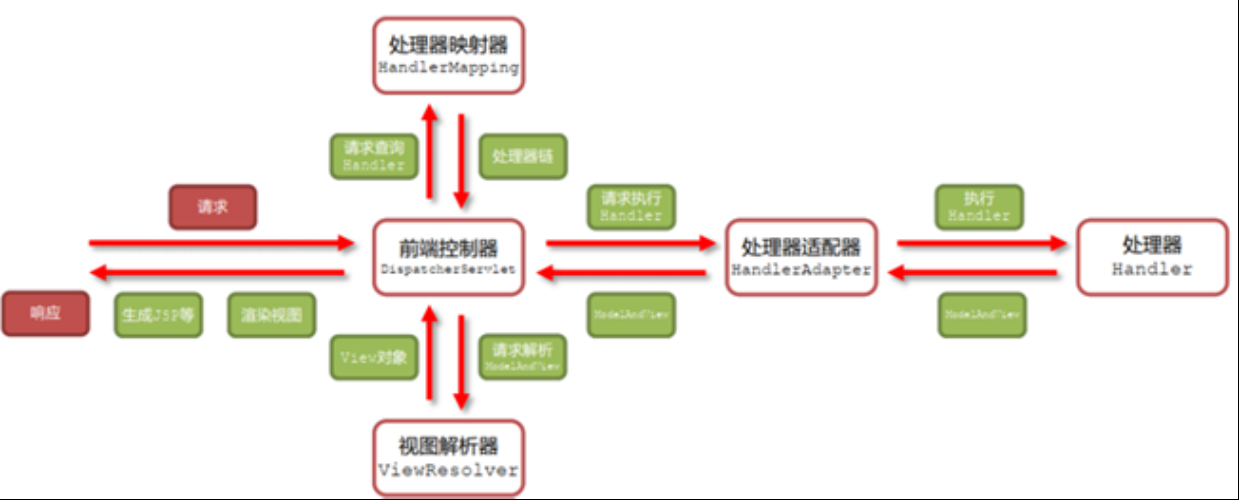 处理器映射器
HandlerMapping
请求查询
Handler
处理器链
请求
请求执行
Handler
执行
Handler
前端控制器
DispatcherServlet
处理器适配器
HandlerAdapter
处理器
Handler
响应
生成JSP等
渲染视图
ModelAndView
ModelAndView
View对象
请求解析
ModelAndView
视图解析器
ViewResolver